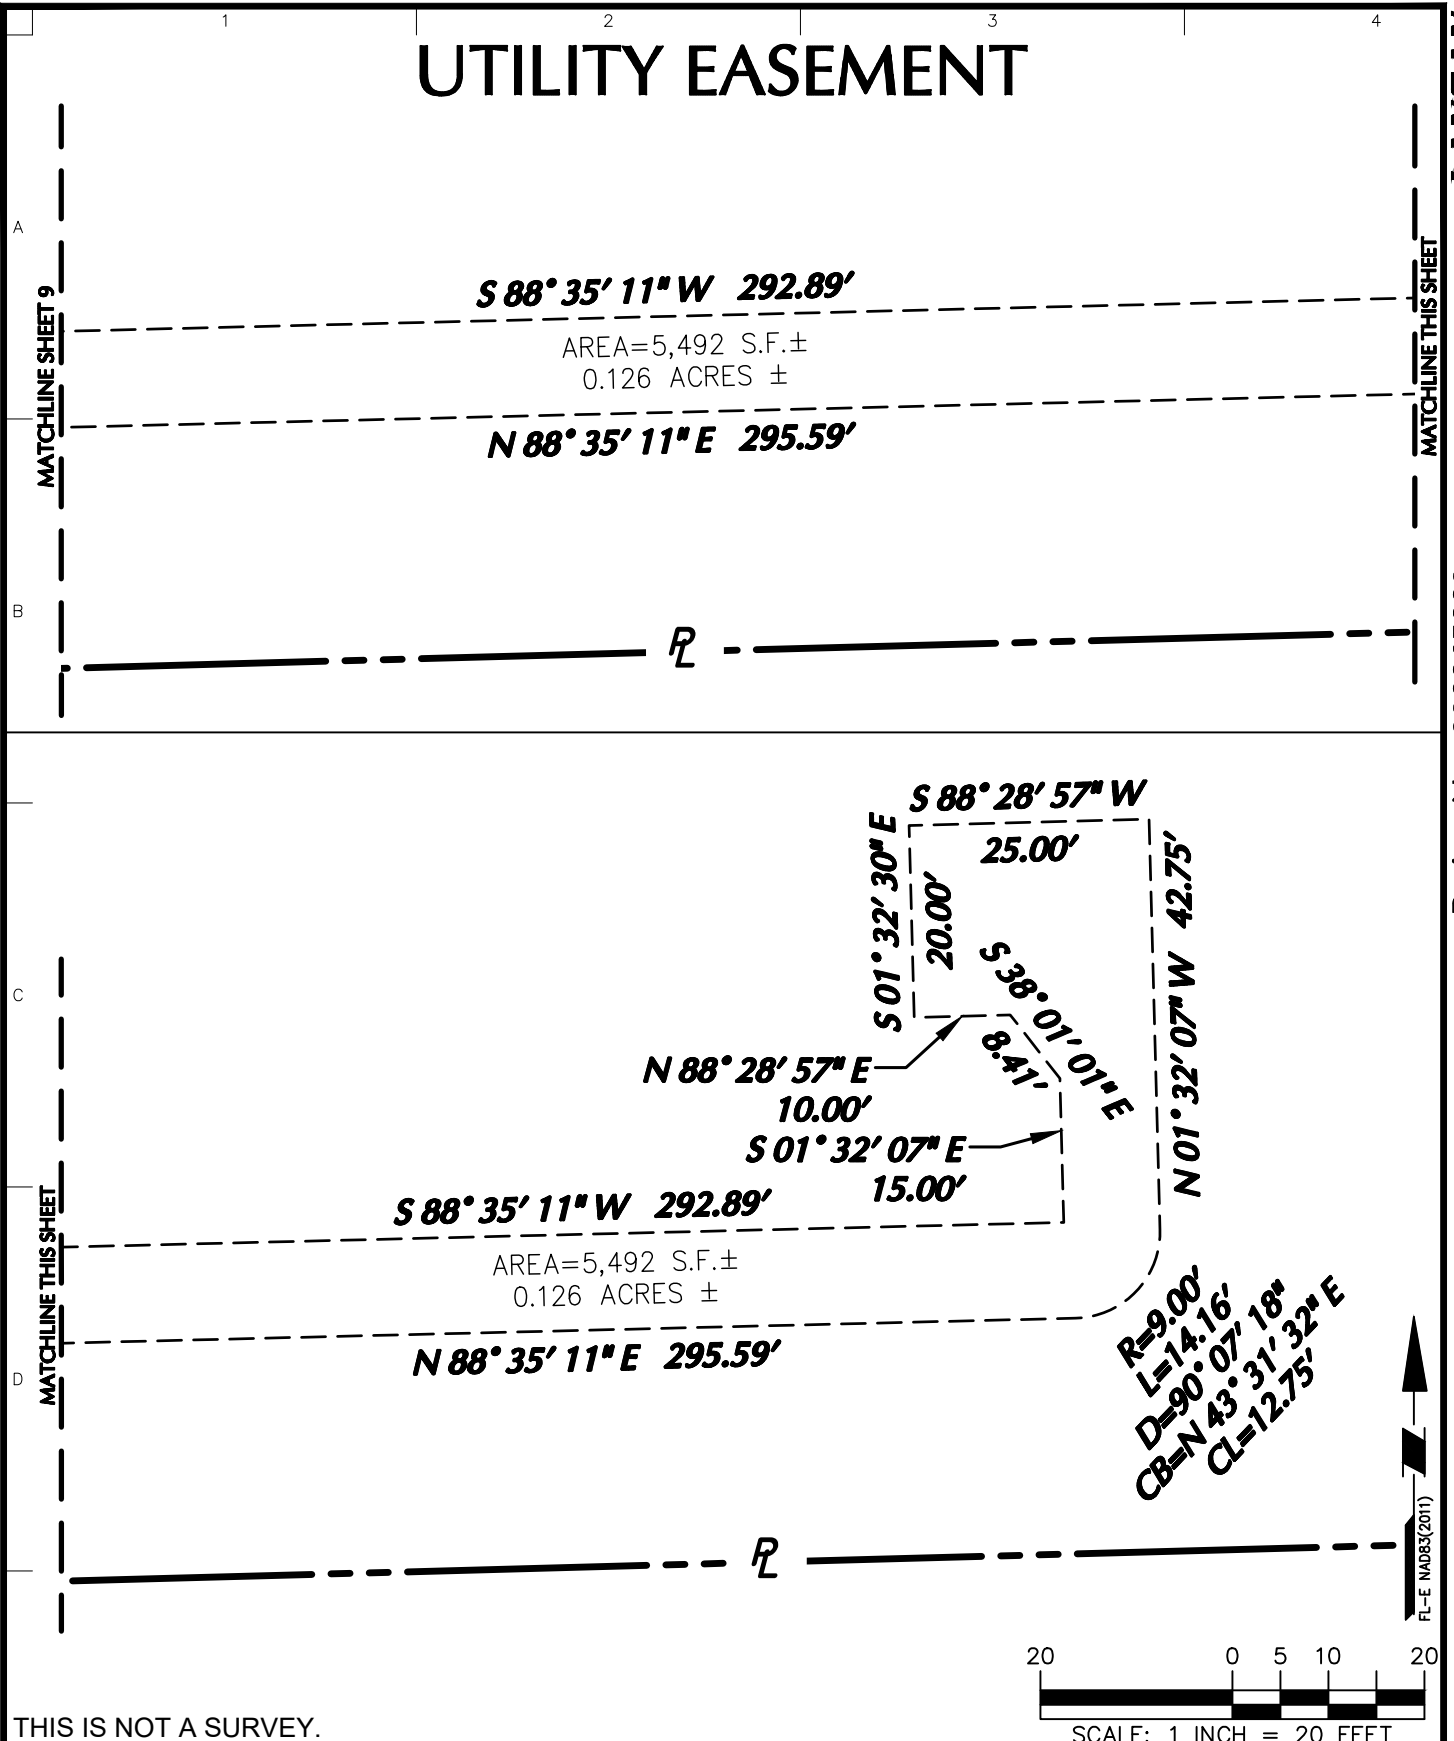 1 2 3 4
UTILITY EASEMENT
A
MATCHLINE SHEET 9
MATCHLINE THIS SHEET
S 88° 35' 11" W 292.89'
AREA=5,492 S.F.±
0.126 ACRES ±
N 88° 35' 11" E 295.59'
B
PL
S 88° 28' 57" W
25.00'
S 01° 32' 30" E
20.00'
N 01° 32' 07" W 42.75'
C
S 38° 01' 01" E
8.41'
N 88° 28' 57" E
10.00'
S 01° 32' 07" E
15.00'
MATCHLINE THIS SHEET
S 88° 35' 11" W 292.89'
AREA=5,492 S.F.±
0.126 ACRES ±
N 88° 35' 11" E 295.59'
D
R=9.00'
L=14.16'
D=90° 07' 18"
CB=N 43° 31' 32" E
CL=12.75'
PL
FL-E NAD83(2011)
20 0 5 10 20
SCALE: 1 INCH = 20 FEET
THIS IS NOT A SURVEY.